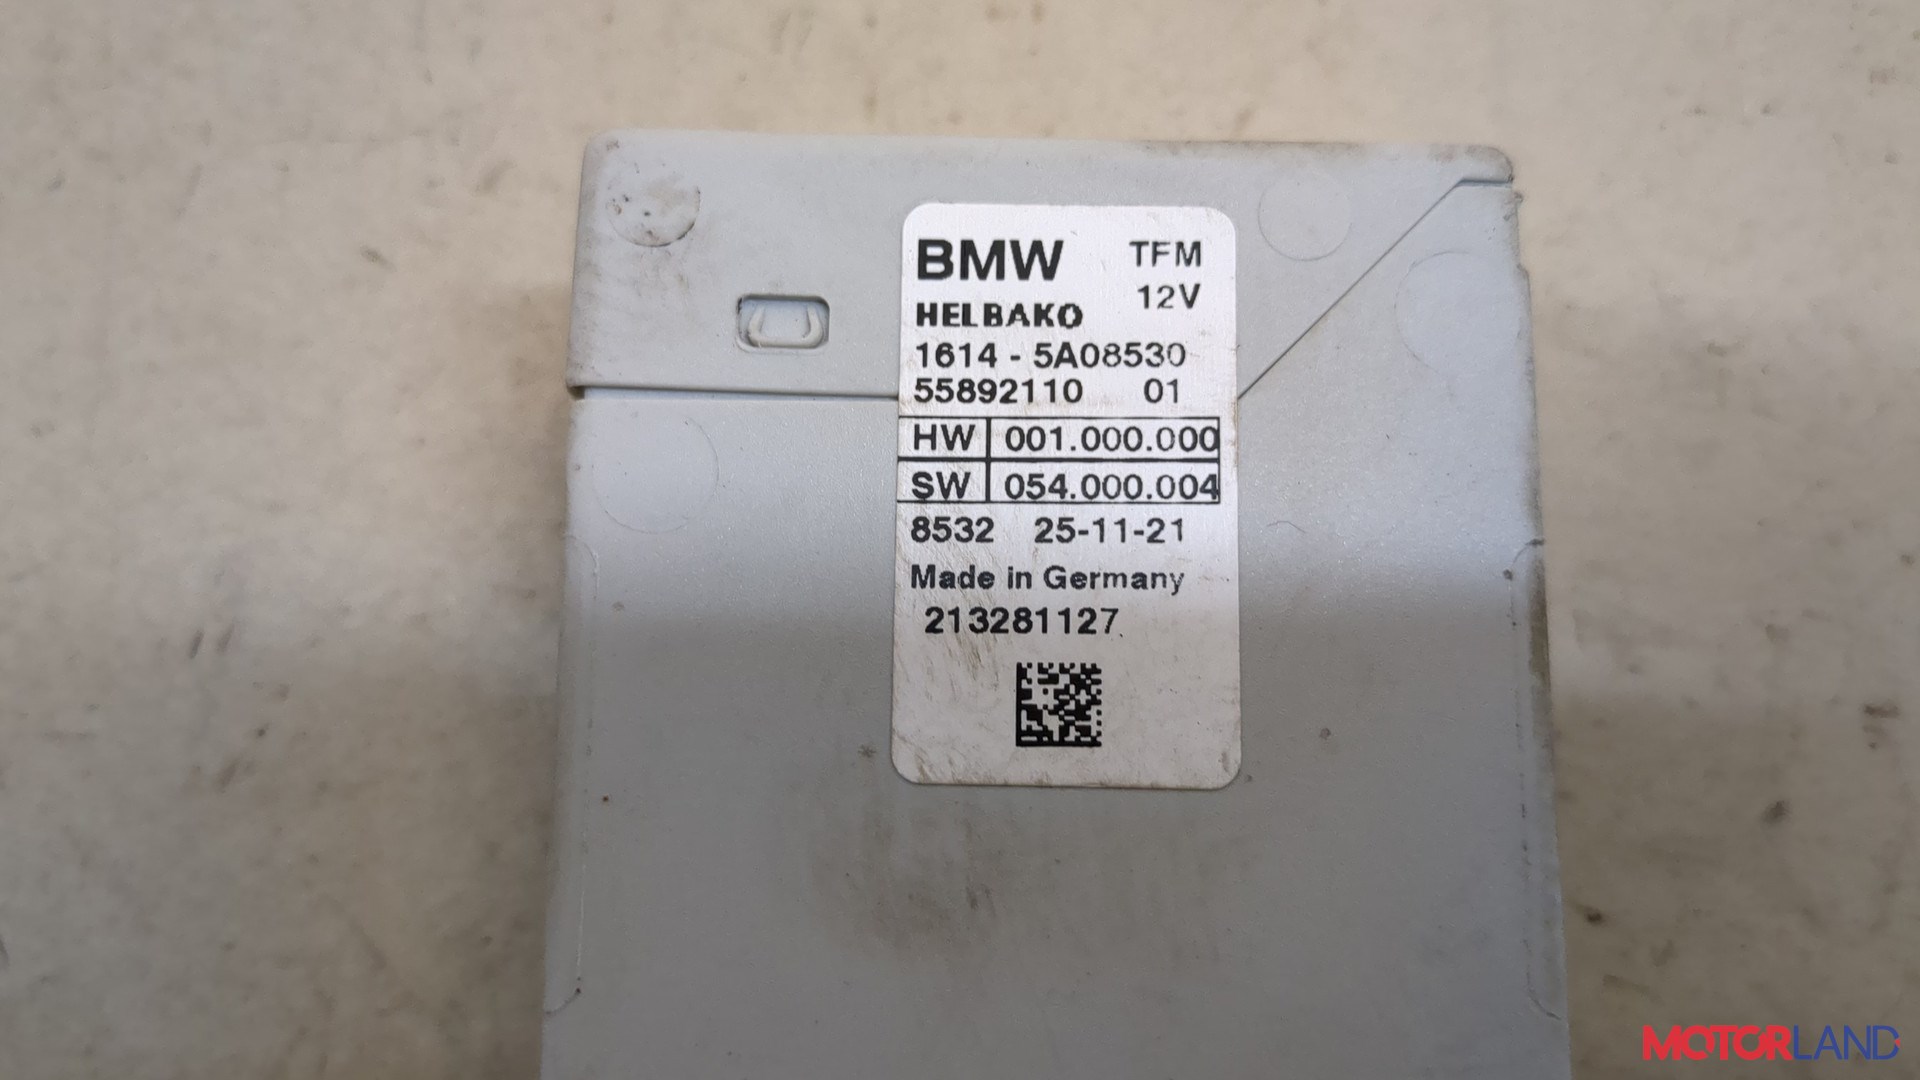 BMW TFM
12V
HELBAKO
1614 - 5A08530
55892110 01
HW 001.000.000
SW 054.000.004
8532 25-11-21
Made in Germany
213281127
MOTORLAND